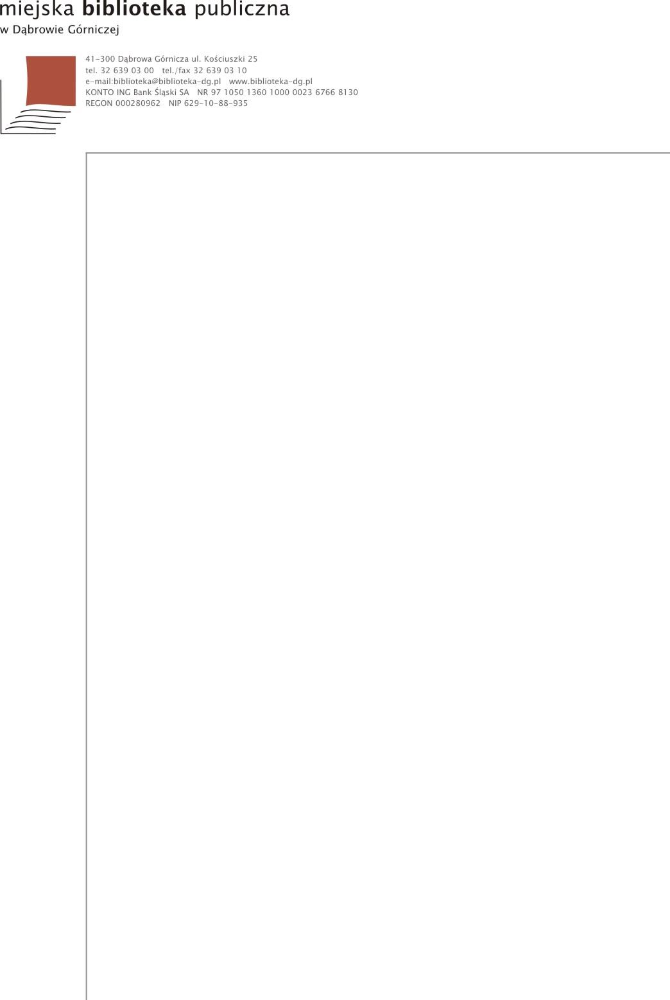 miejska biblioteka publiczna
w Dąbrowie Górniczej
41-300 Dąbrowa Górnicza ul. Kościuszki 25
tel. 32 639 03 00 tel./fax 32 639 03 10
e-mail:biblioteka@biblioteka-dg.pl www.biblioteka-dg.pl
KONTO ING Bank Śląski SA NR 97 1050 1360 1000 0023 6766 8130
REGON 000280962 NIP 629-10-88-935